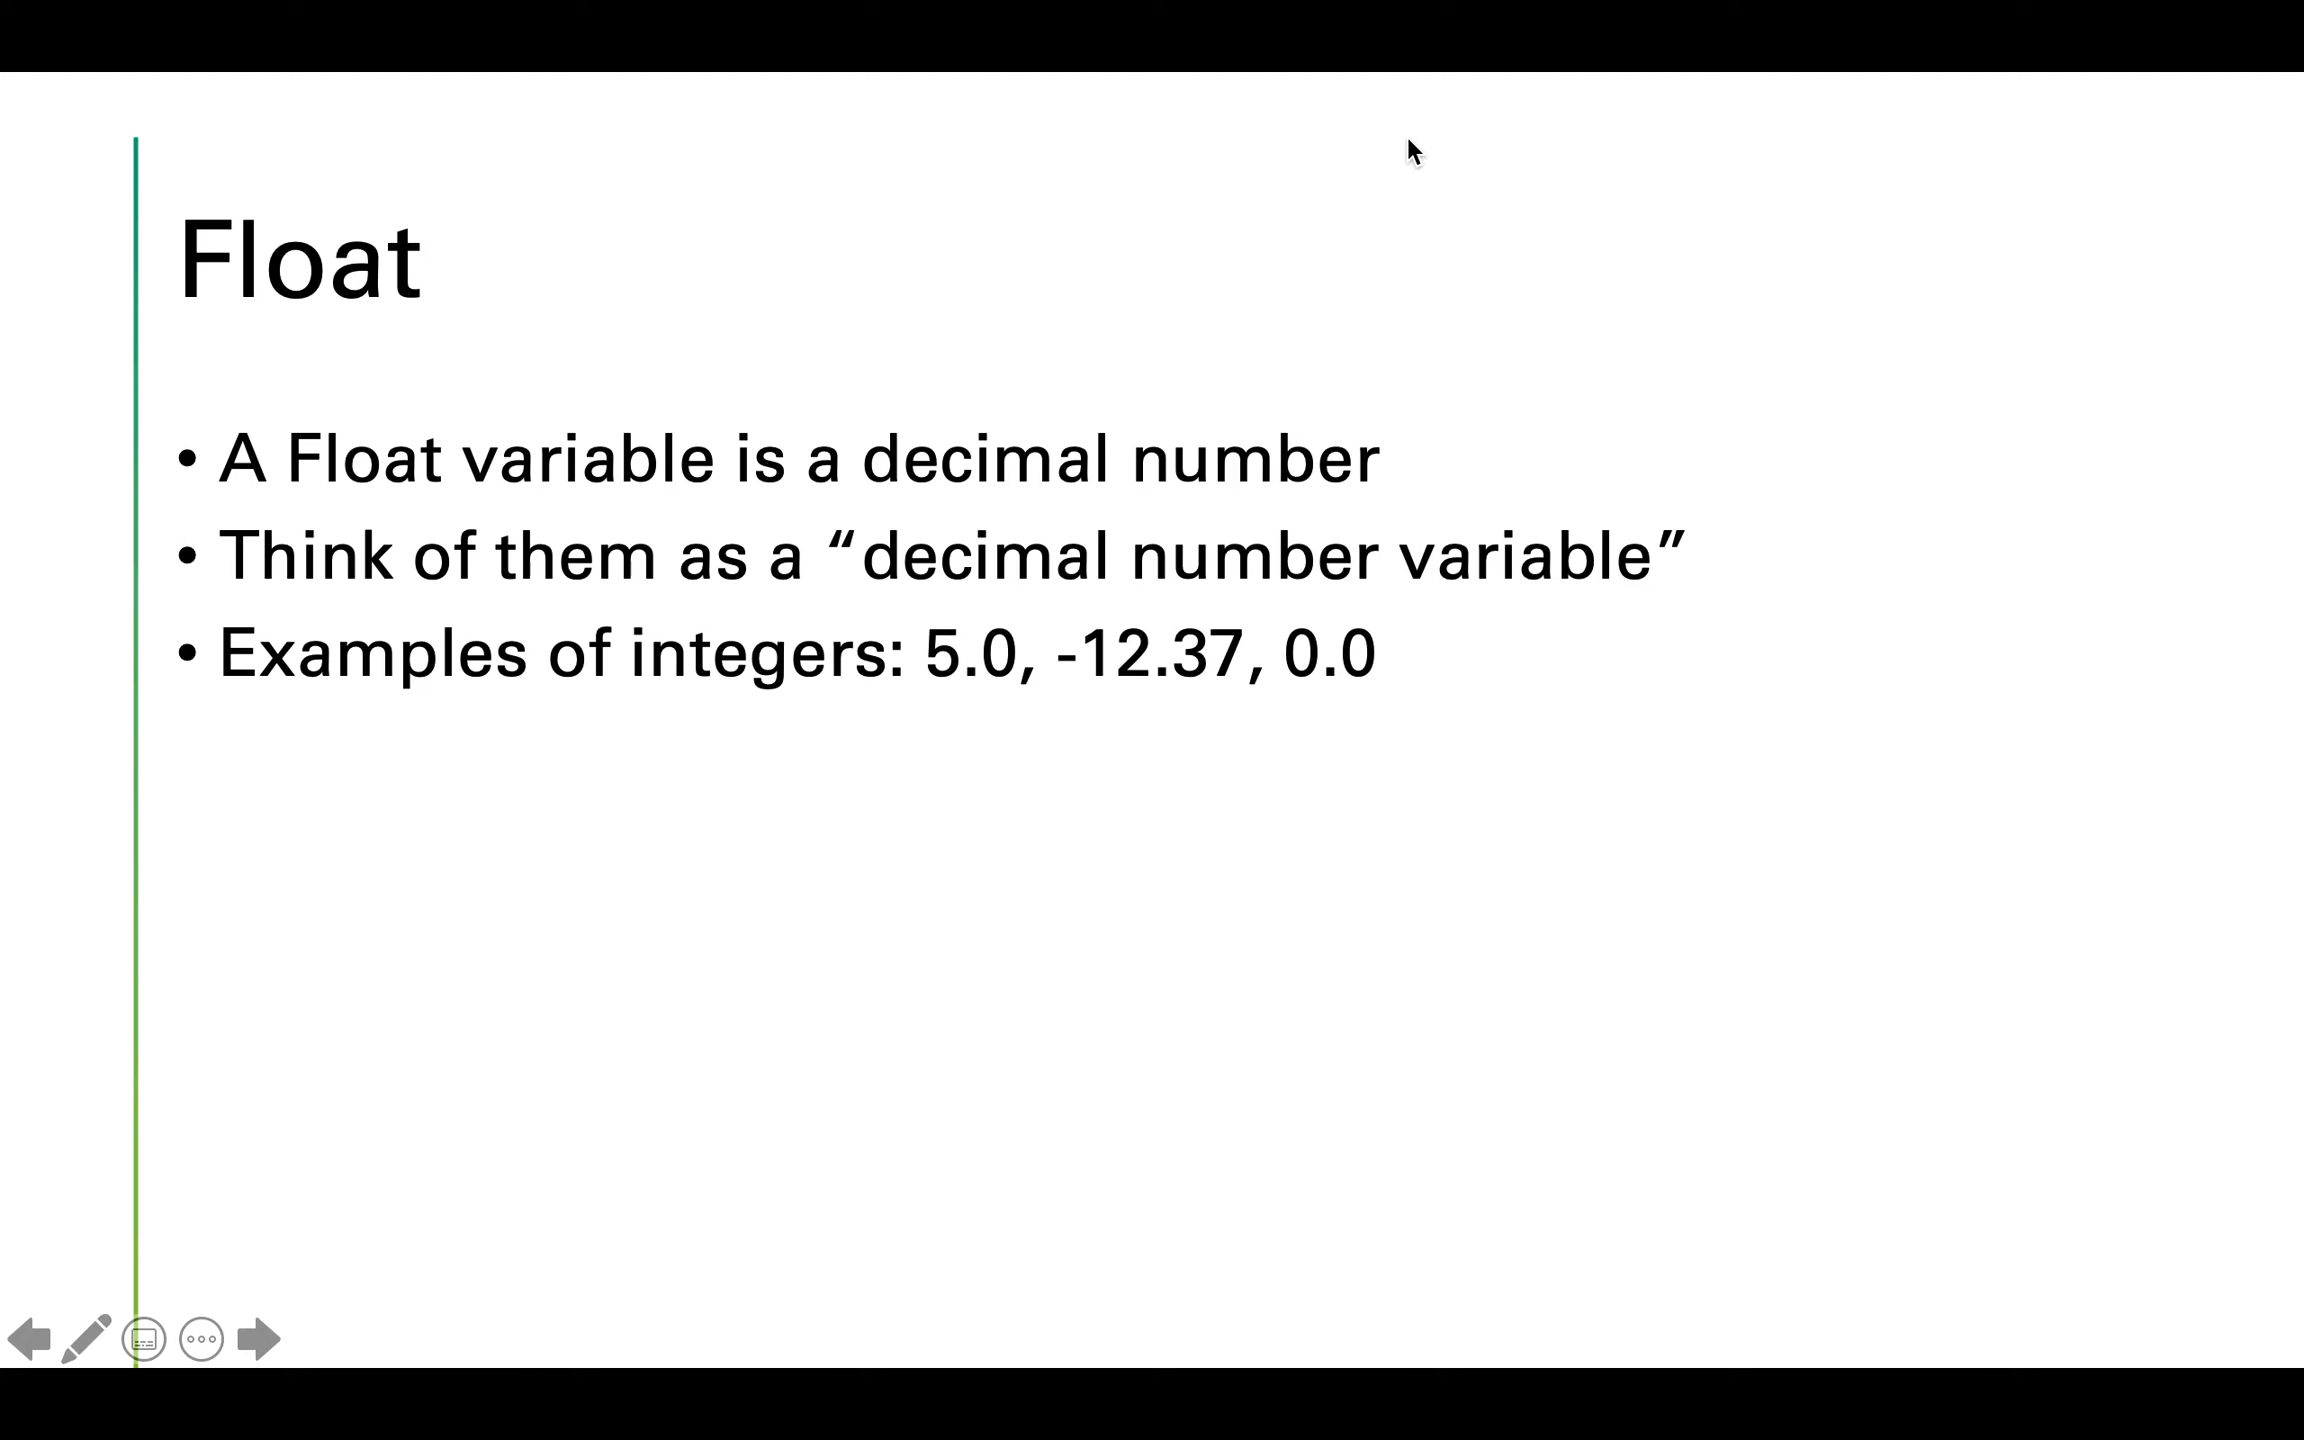 Float
• A Float variable is a decimal number
• Think of them as a “decimal number variable”
• Examples of integers: 5.0, -12.37, 0.0